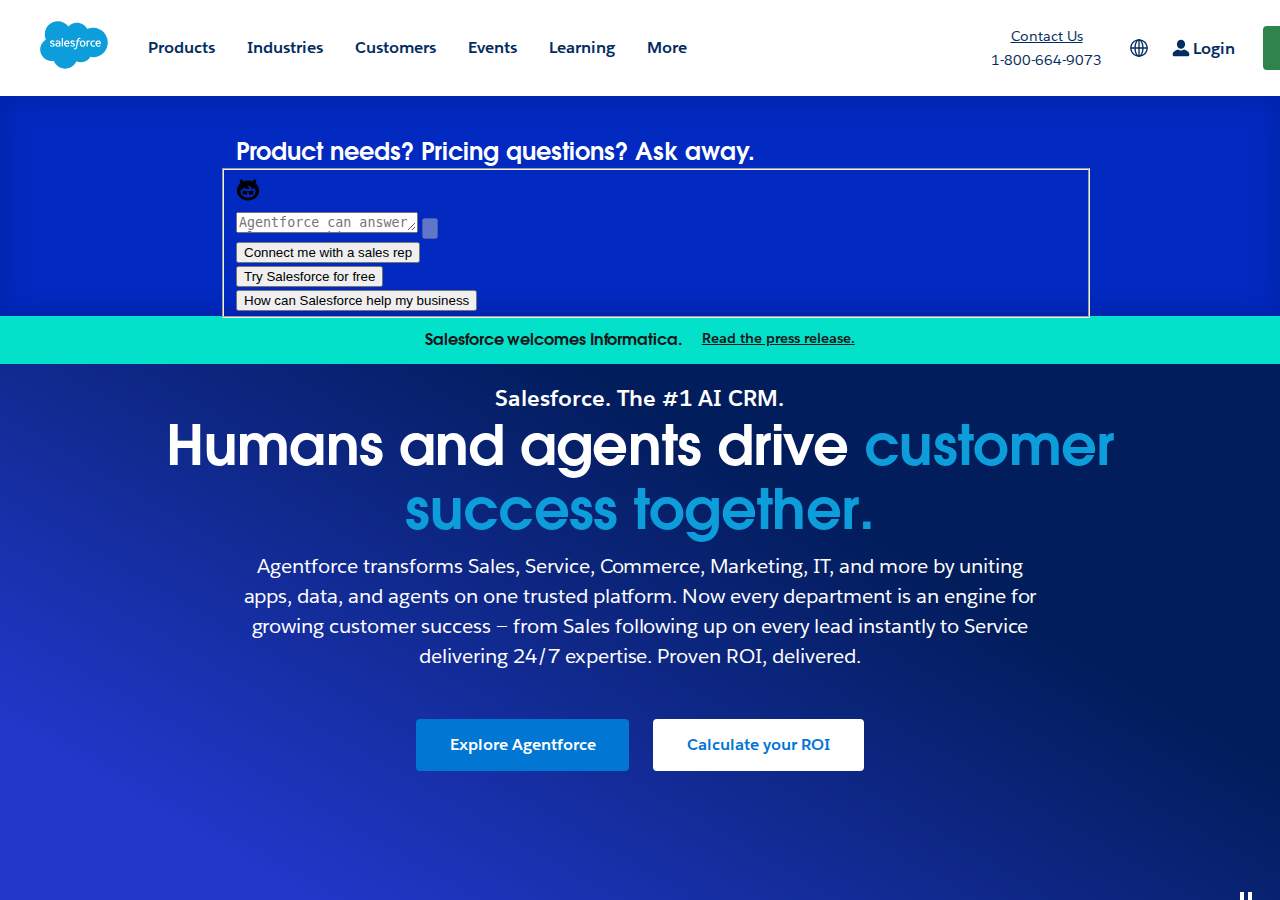 salesforce
Products
Industries
Customers
Events
Learning
More
Contact Us
1-800-664-9073
Login
Product needs? Pricing questions? Ask away.
Agentforce can answer
Connect me with a sales rep
Try Salesforce for free
How can Salesforce help my business
Salesforce welcomes Informatica. Read the press release.
Salesforce. The #1 AI CRM.
Humans and agents drive customer
success together.
Agentforce transforms Sales, Service, Commerce, Marketing, IT, and more by uniting
apps, data, and agents on one trusted platform. Now every department is an engine for
growing customer success – from Sales following up on every lead instantly to Service
delivering 24/7 expertise. Proven ROI, delivered.
Explore Agentforce
Calculate your ROI